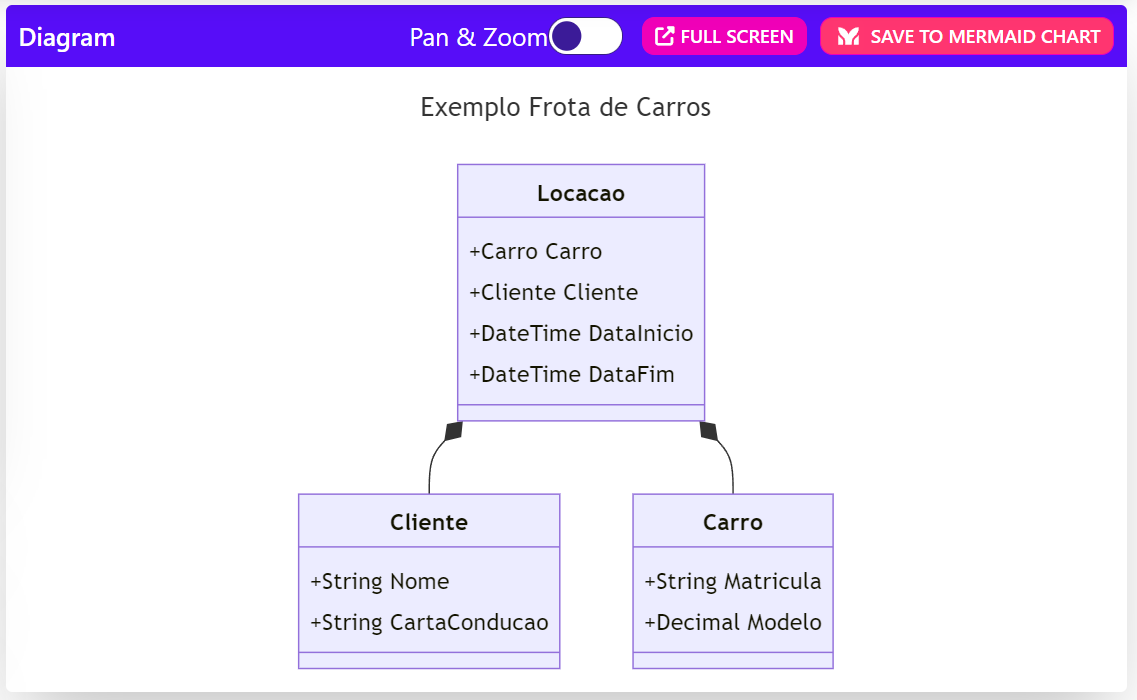 Diagram
Pan & Zoom
FULL SCREEN
SAVE TO MERMAID CHART
Exemplo Frota de Carros
Locacao
+Carro Carro
+Cliente Cliente
+DateTime DataInicio
+DateTime DataFim
Cliente
+String Nome
+String CartaConducao
Carro
+String Matricula
+Decimal Modelo